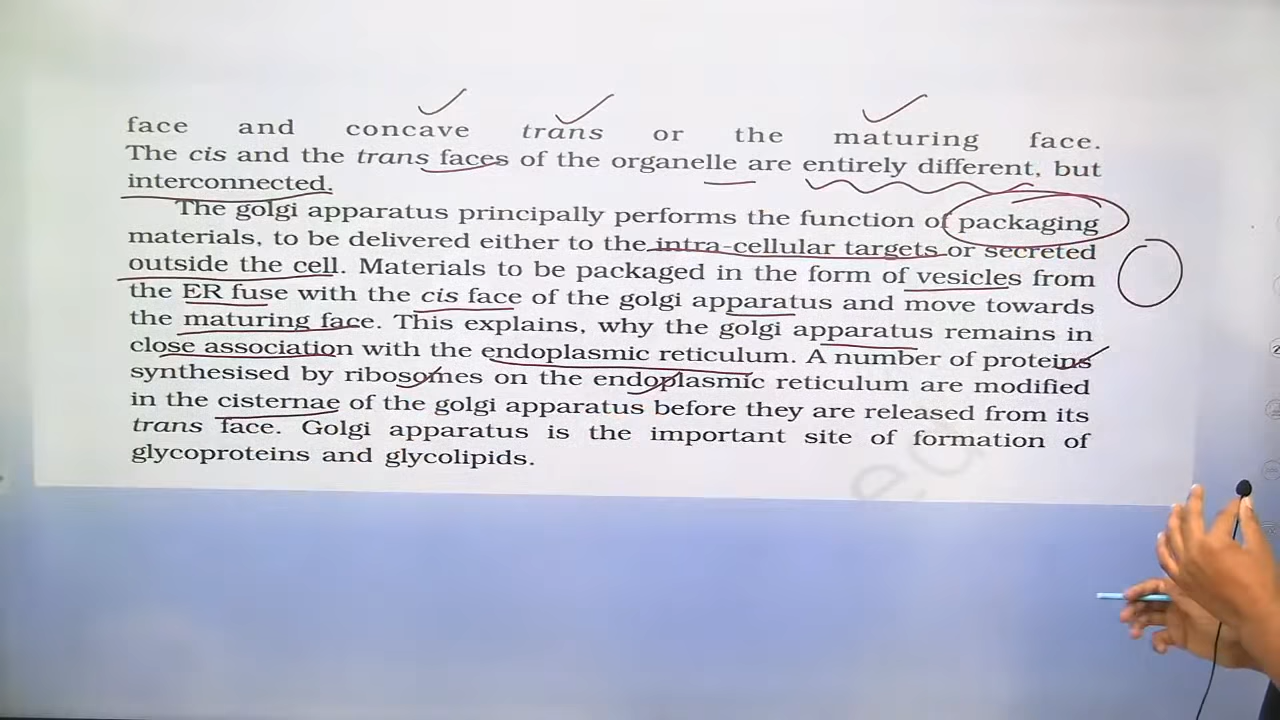 face and concave trans or the maturing face.
The cis and the trans faces of the organelle are entirely different, but
interconnected.
The golgi apparatus principally performs the function of packaging
materials, to be delivered either to the intra-cellular targets or secreted
outside the cell. Materials to be packaged in the form of vesicles from
the ER fuse with the cis face of the golgi apparatus and move towards
the maturing face. This explains, why the golgi apparatus remains in
close association with the endoplasmic reticulum. A number of proteins
synthesised by ribosomes on the endoplasmic reticulum are modified
in the cisternae of the golgi apparatus before they are released from its
trans face. Golgi apparatus is the important site of formation of
glycoproteins and glycolipids.